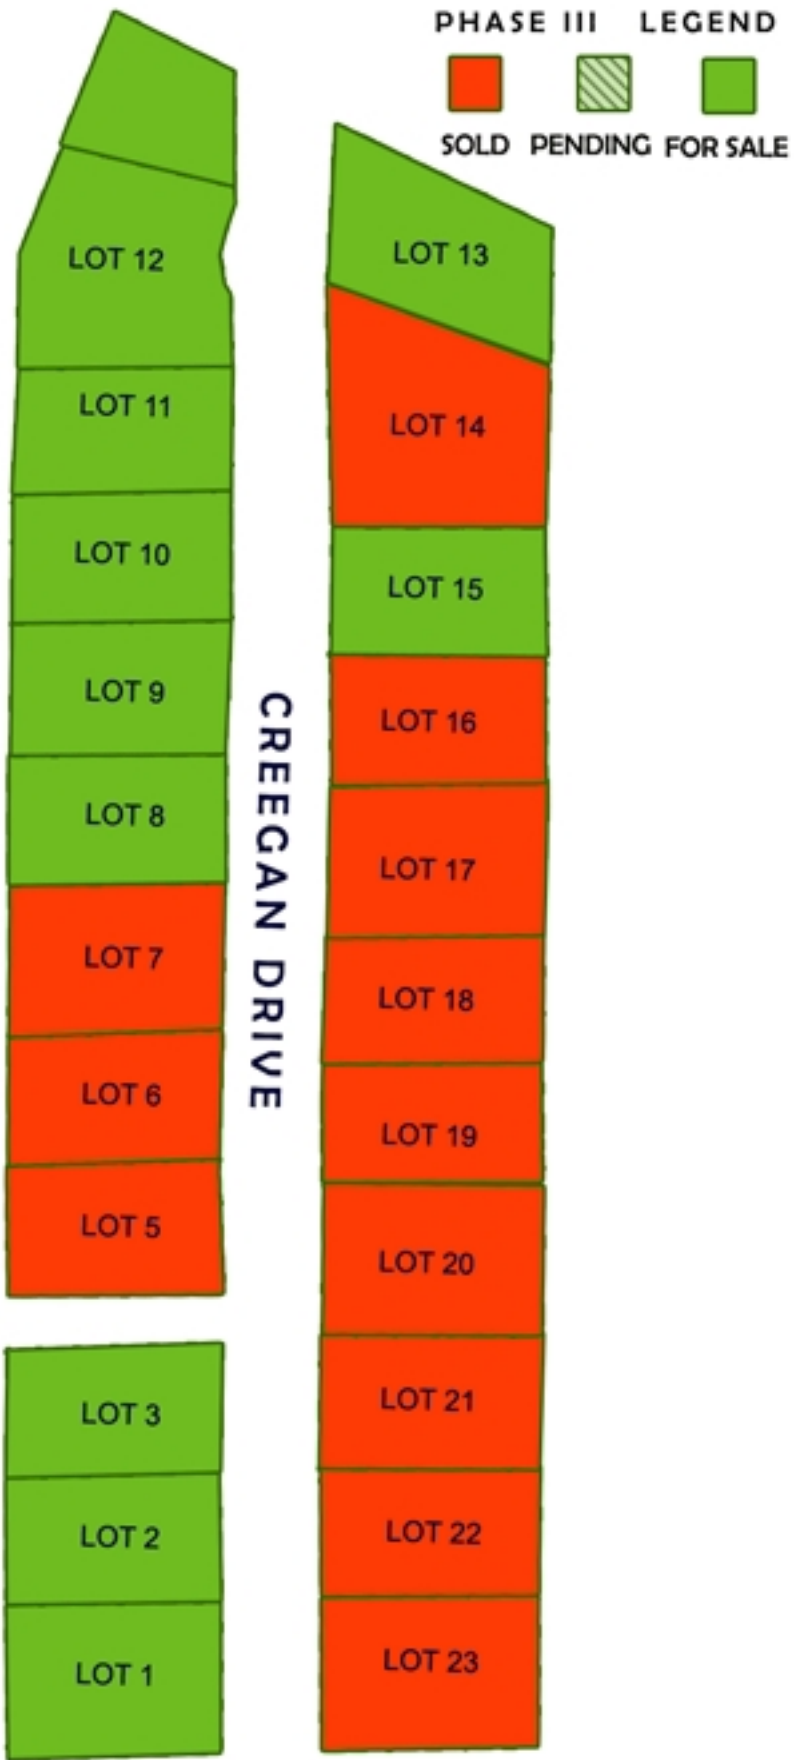 PHASE III LEGEND
SOLD PENDING FOR SALE
LOT 12
LOT 11
LOT 10
LOT 9
LOT 8
LOT 7
LOT 6
LOT 5
LOT 3
LOT 2
LOT 1
CREEGAN DRIVE
LOT 13
LOT 14
LOT 15
LOT 16
LOT 17
LOT 18
LOT 19
LOT 20
LOT 21
LOT 22
LOT 23